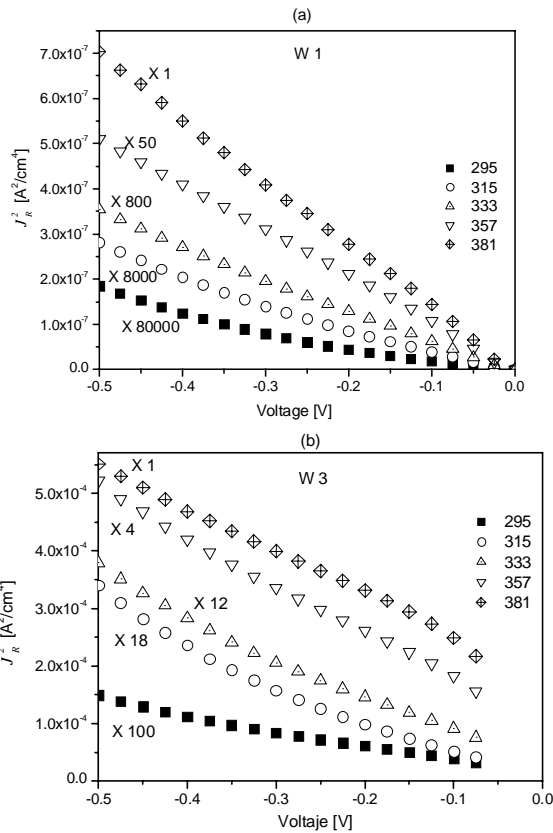 (a)
7.0x10⁻⁷
6.0x10⁻⁷
5.0x10⁻⁷
4.0x10⁻⁷
3.0x10⁻⁷
2.0x10⁻⁷
1.0x10⁻⁷
0.0
J²_R [A²/cm⁴]
W 1
X 1
X 50
X 800
X 8000
X 80000
295
315
333
357
381
-0.5 -0.4 -0.3 -0.2 -0.1 0.0
Voltage [V]
(b)
5.0x10⁻⁴
4.0x10⁻⁴
3.0x10⁻⁴
2.0x10⁻⁴
1.0x10⁻⁴
0.0
J²_R [A²/cm⁴]
W 3
X 1
X 4
X 12
X 18
X 100
295
315
333
357
381
-0.5 -0.4 -0.3 -0.2 -0.1 0.0
Voltaje [V]